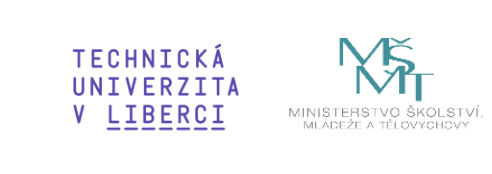 TECHNICKÁ
UNIVERZITA
V LIBERCI
MŠMT
MINISTERSTVO ŠKOLSTVÍ,
MLÁDEŽE A TĚLOVÝCHOVY